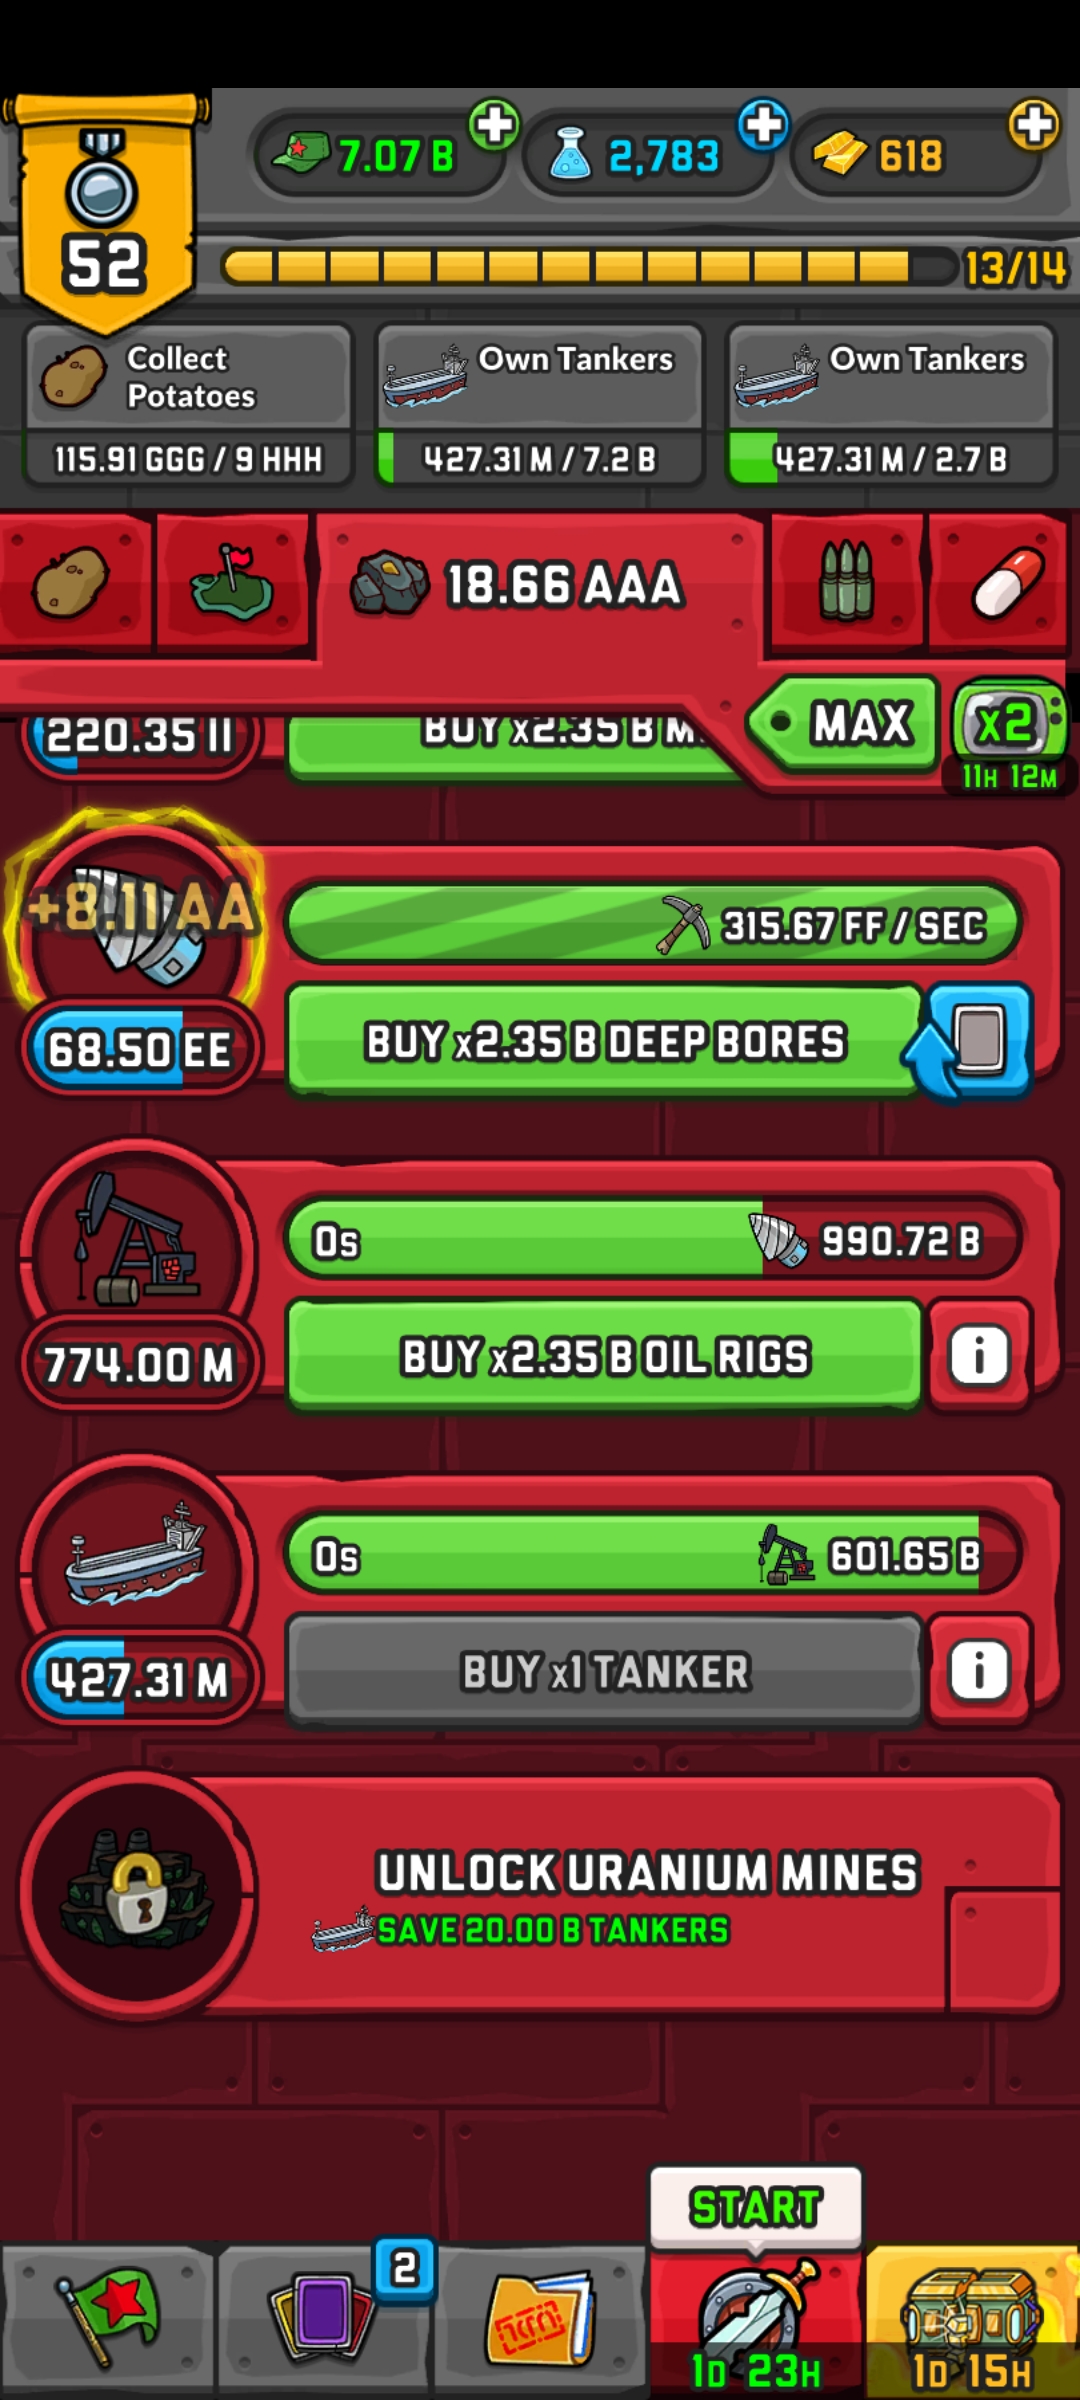 7.07 B
2,783
618
52
13/14
Collect
Potatoes
115.91 GGG / 9 HHH
Own Tankers
427.31 M / 7.2 B
Own Tankers
427.31 M / 2.7 B
18.66 AAA
MAX
x2
11H 12M
220.35 II
BUY x2.35 B M
+8.11 AA
315.67 FF / SEC
68.50 EE
BUY x2.35 B DEEP BORES
0s
990.72 B
774.00 M
BUY x2.35 B OIL RIGS
i
0s
601.65 B
427.31 M
BUY x1 TANKER
i
UNLOCK URANIUM MINES
SAVE 20.00 B TANKERS
START
2
1D 23H
1D 15H